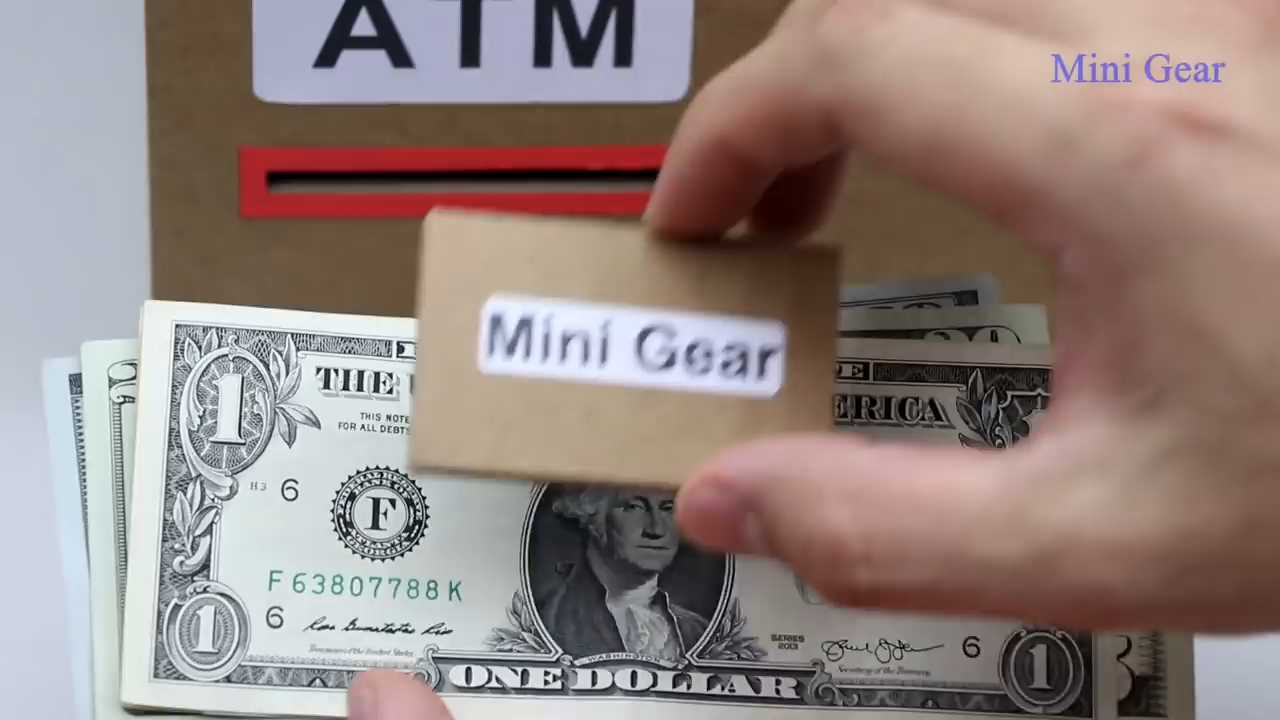 ATM
Mini Gear
Mini Gear
THE
ERICA
THIS NOTE
FOR ALL DEBTS
H3 6
F
F 63807788 K
6
1
1
1
WASHINGTON
SERIES
2013
6
ONE DOLLAR